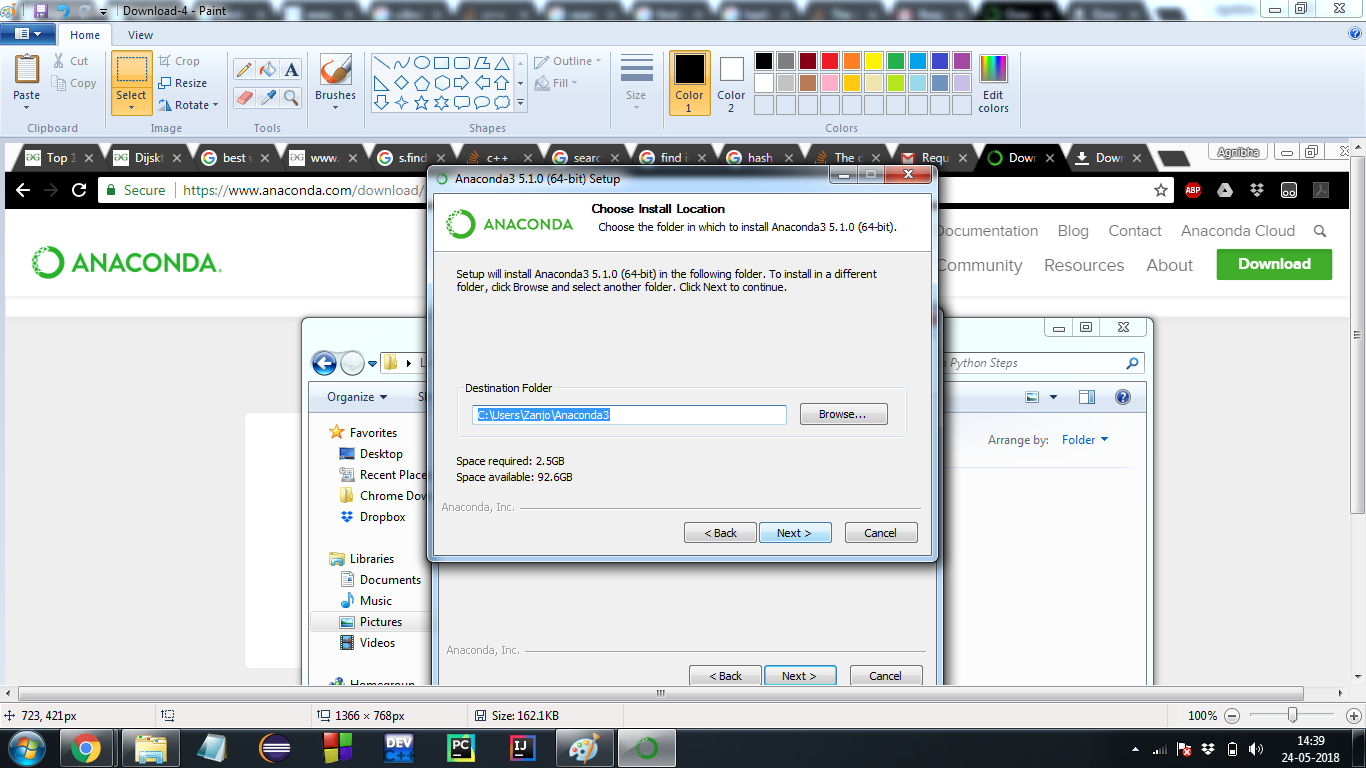 Download-4 - Paint
Home
View
Paste
Cut
Copy
Clipboard
Select
Crop
Resize
Rotate
Image
A
Tools
Brushes
Outline
Fill
Shapes
Size
Color 1
Color 2
Edit colors
Colors
Top 1
Dijskt
best
www.
s.find
c++
searc
find i
hash
The c
Requ
Dow
Dow
Agnibha
Secure
https://www.anaconda.com/download/
ABP
ANACONDA.
Documentation
Blog
Contact
Anaconda Cloud
Community
Resources
About
Download
Anaconda3 5.1.0 (64-bit) Setup
ANACONDA
Choose Install Location
Choose the folder in which to install Anaconda3 5.1.0 (64-bit).
Setup will install Anaconda3 5.1.0 (64-bit) in the following folder. To install in a different
folder, click Browse and select another folder. Click Next to continue.
Destination Folder
C:\Users\Zanjo\Anaconda3
Browse...
Space required: 2.5GB
Space available: 92.6GB
Anaconda, Inc.
< Back
Next >
Cancel
Python Steps
Organize
Arrange by:
Folder
Favorites
Desktop
Recent Place
Chrome Dov
Dropbox
Libraries
Documents
Music
Pictures
Videos
Homegroup
Anaconda, Inc.
< Back
Next >
Cancel
723, 421px
1366 × 768px
Size: 162.1KB
100%
DEV
C++
PC
IJ
14:39
24-05-2018